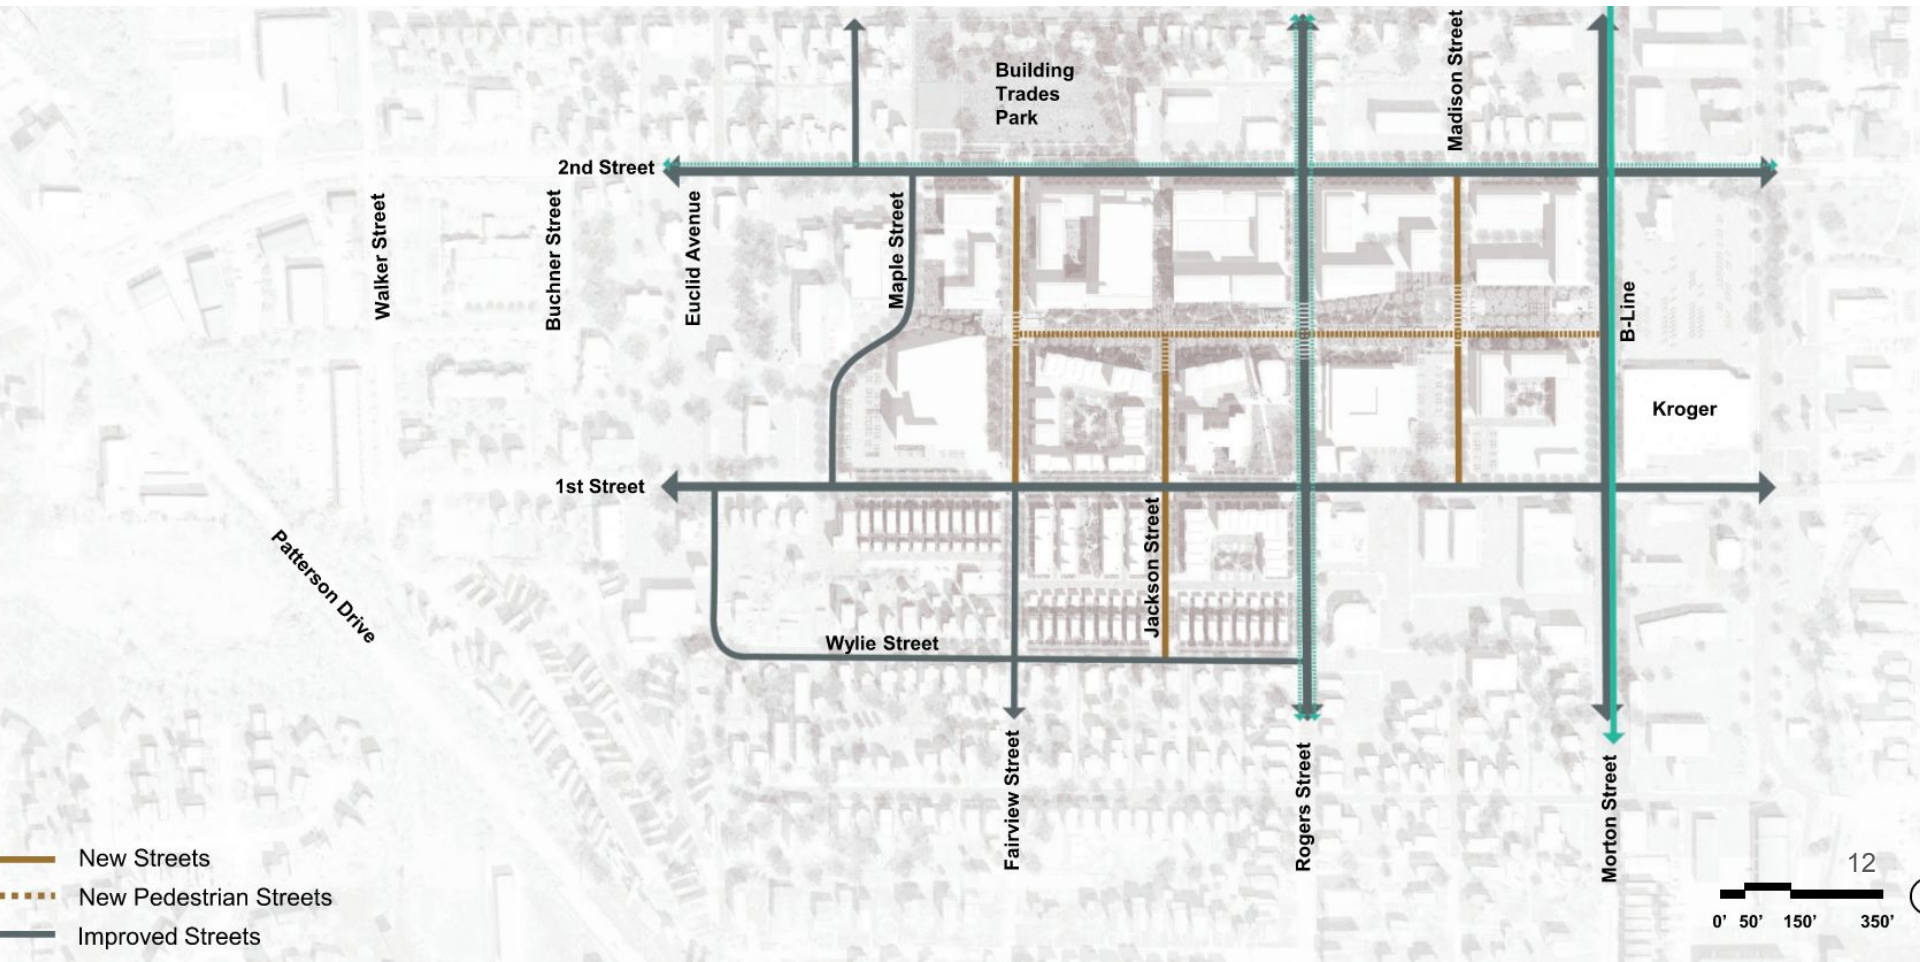 Madison Street
Building
Trades
Park
2nd Street
Walker Street
Buchner Street
Euclid Avenue
Maple Street
B-Line
Kroger
1st Street
Patterson Drive
Jackson Street
Wylie Street
Fairview Street
Rogers Street
Morton Street
New Streets
New Pedestrian Streets
Improved Streets
12
0' 50' 150' 350'